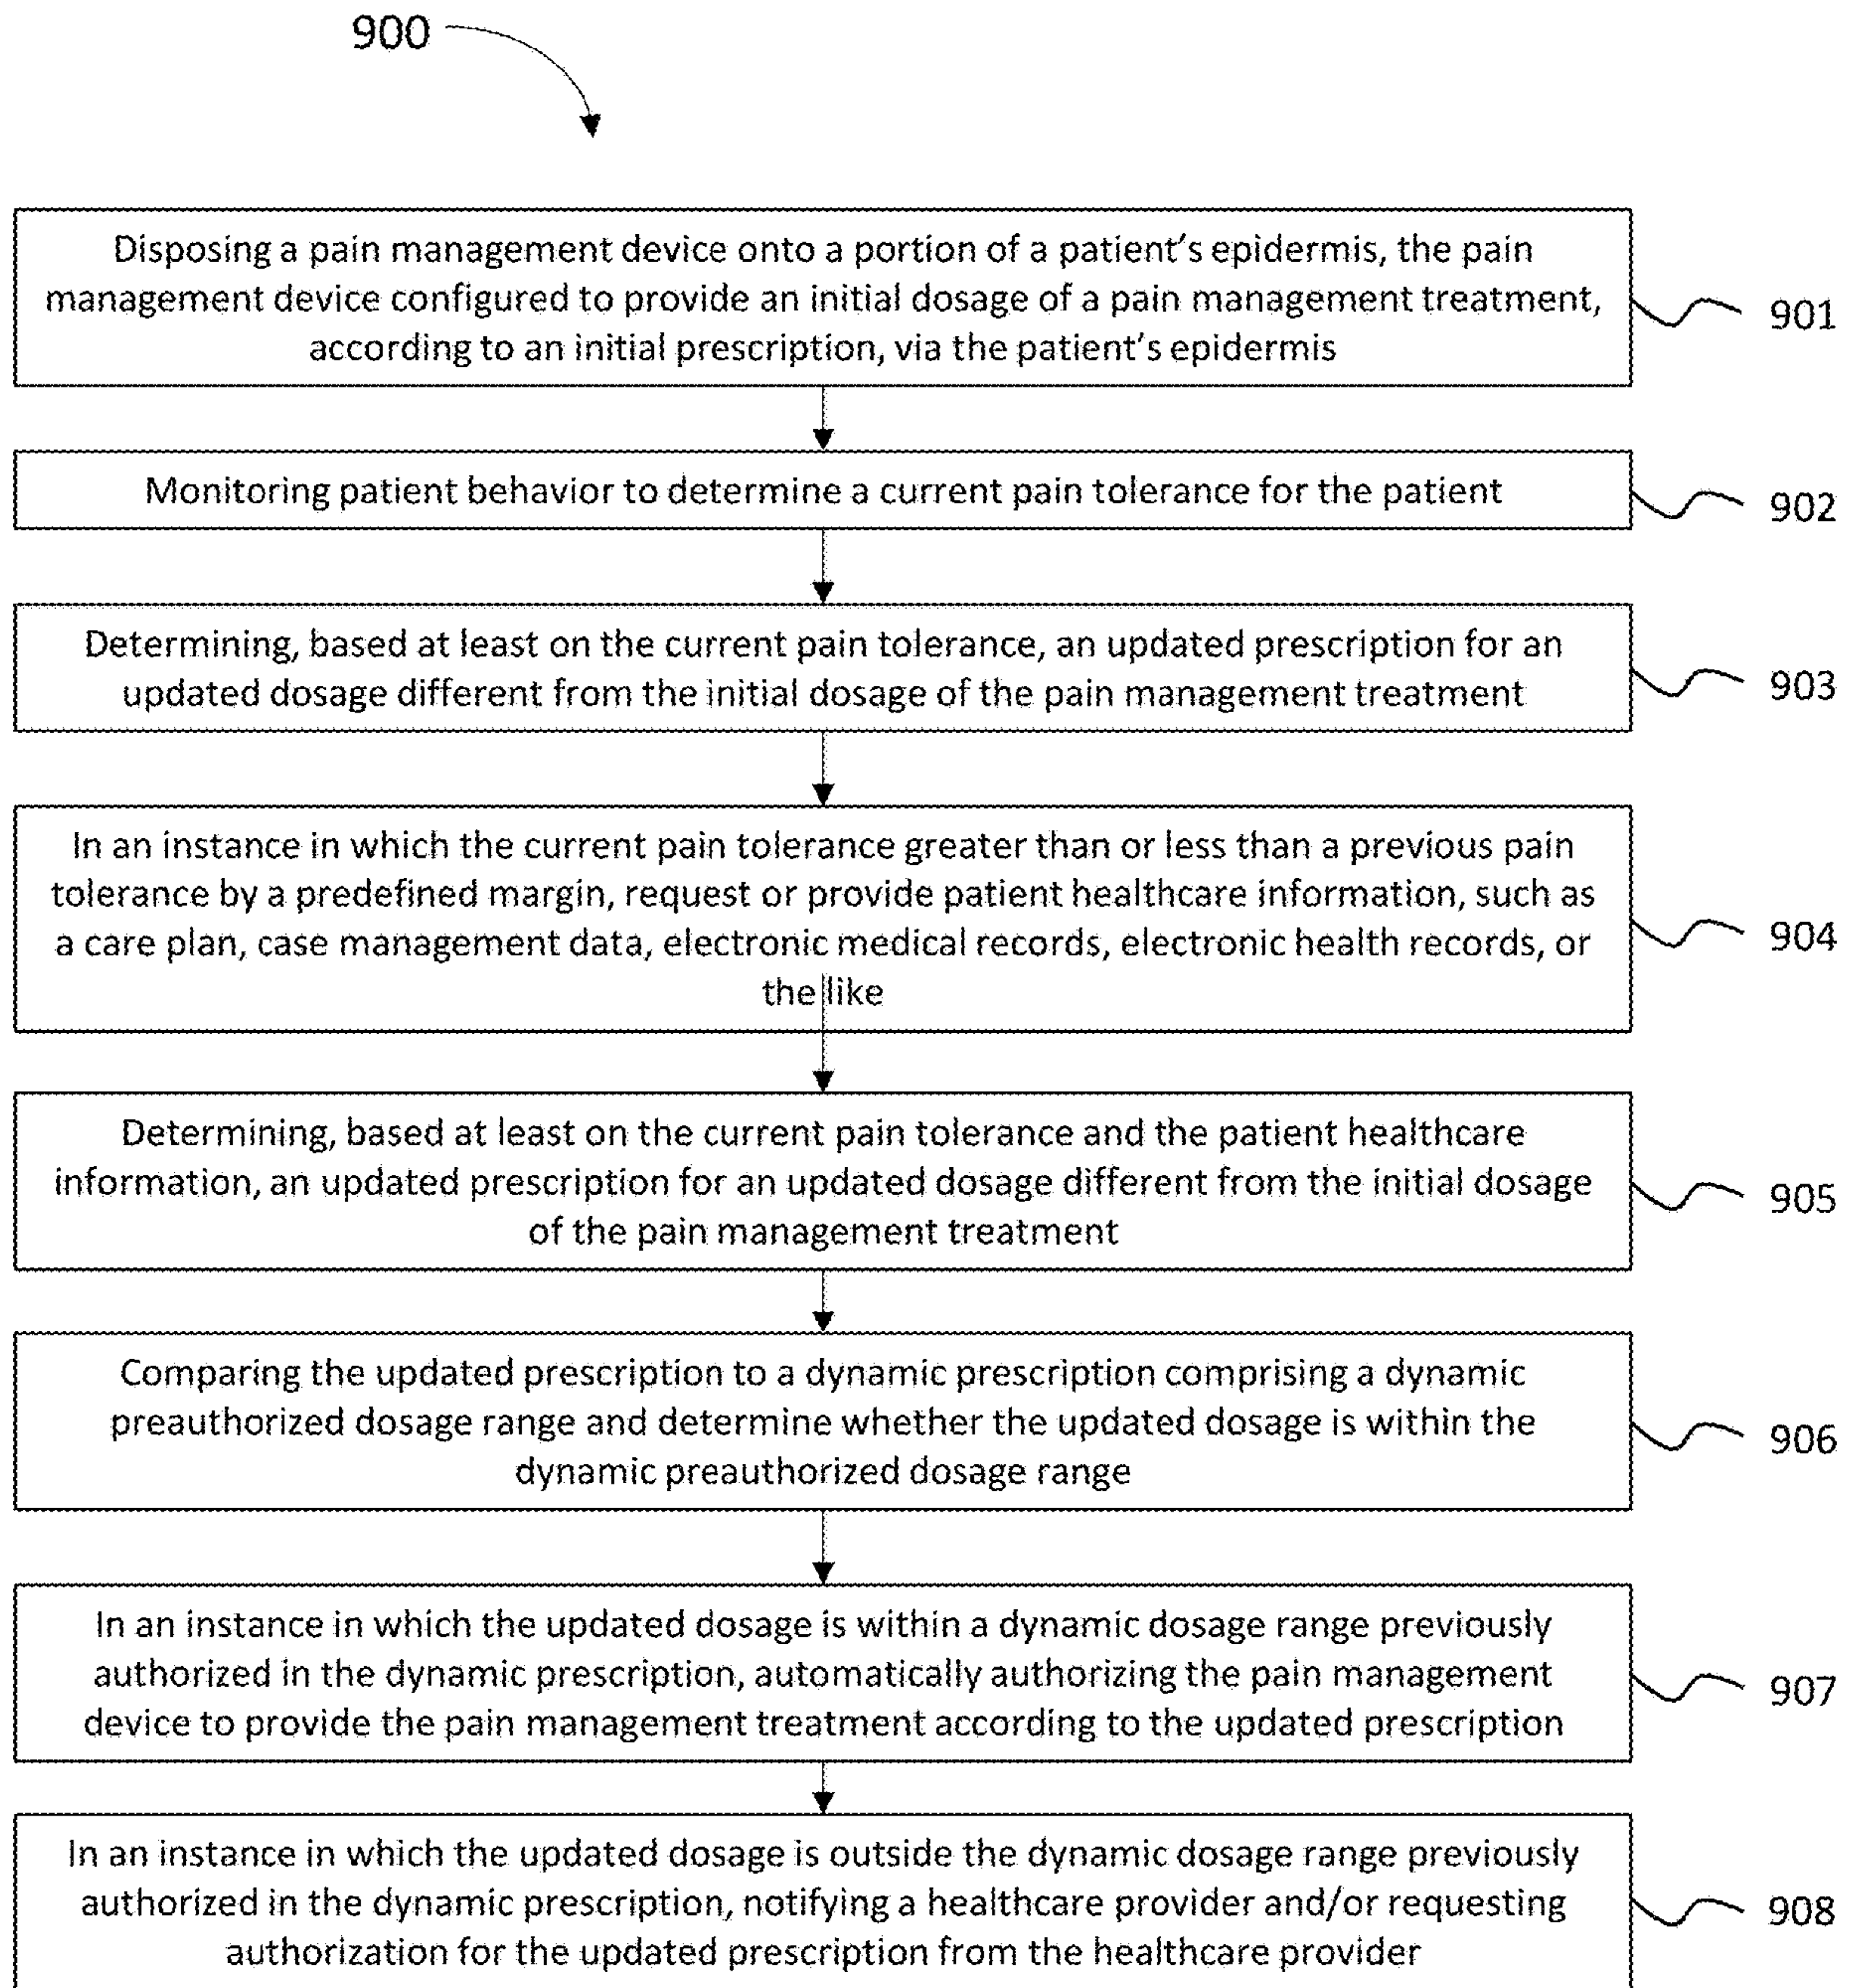 900
Disposing a pain management device onto a portion of a patient's epidermis, the pain
management device configured to provide an initial dosage of a pain management treatment,
according to an initial prescription, via the patient's epidermis
901
Monitoring patient behavior to determine a current pain tolerance for the patient
902
Determining, based at least on the current pain tolerance, an updated prescription for an
updated dosage different from the initial dosage of the pain management treatment
903
In an instance in which the current pain tolerance greater than or less than a previous pain
tolerance by a predefined margin, request or provide patient healthcare information, such as
a care plan, case management data, electronic medical records, electronic health records, or
the like
904
Determining, based at least on the current pain tolerance and the patient healthcare
information, an updated prescription for an updated dosage different from the initial dosage
of the pain management treatment
905
Comparing the updated prescription to a dynamic prescription comprising a dynamic
preauthorized dosage range and determine whether the updated dosage is within the
dynamic preauthorized dosage range
906
In an instance in which the updated dosage is within a dynamic dosage range previously
authorized in the dynamic prescription, automatically authorizing the pain management
device to provide the pain management treatment according to the updated prescription
907
In an instance in which the updated dosage is outside the dynamic dosage range previously
authorized in the dynamic prescription, notifying a healthcare provider and/or requesting
authorization for the updated prescription from the healthcare provider
908